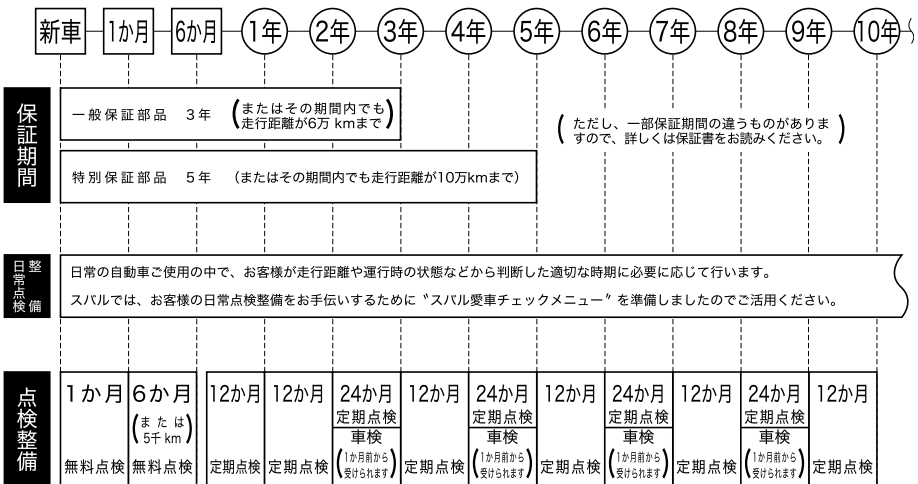 新車 1か月 6か月 1年 2年 3年 4年 5年 6年 7年 8年 9年 10年
保証期間
一般保証部品 3年 (またはその期間内でも
走行距離が6万 kmまで)
(ただし、一部保証期間の違うものがありま
すので、詳しくは保証書をお読みください。)
特別保証部品 5年 (またはその期間内でも走行距離が10万kmまで)
日常点検
整備
日常の自動車ご使用の中で、お客様が走行距離や運行時の状態などから判断した適切な時期に必要に応じて行います。
スバルでは、お客様の日常点検整備をお手伝いするために〝スバル愛車チェックメニュー〟を準備しましたのでご活用ください。
点検整備
1か月
無料点検
6か月
(または
5千km)
無料点検
12か月
定期点検
12か月
定期点検
24か月
定期点検
車検
(1か月前から
受けられます)
12か月
定期点検
24か月
定期点検
車検
(1か月前から
受けられます)
12か月
定期点検
24か月
定期点検
車検
(1か月前から
受けられます)
12か月
定期点検
24か月
定期点検
車検
(1か月前から
受けられます)
12か月
定期点検